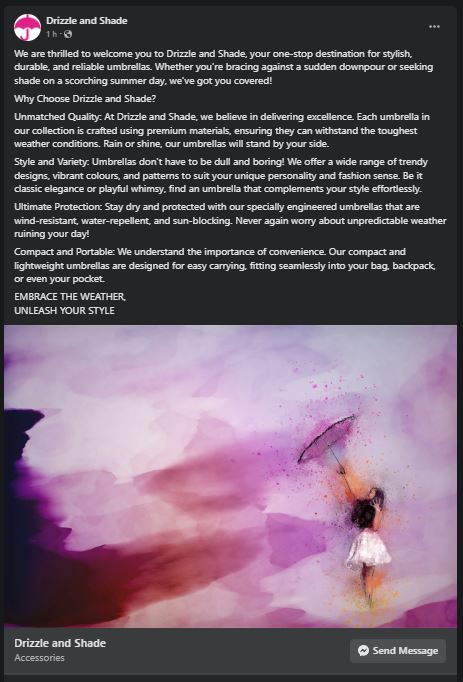 Drizzle and Shade
1 h ·
We are thrilled to welcome you to Drizzle and Shade, your one-stop destination for stylish,
durable, and reliable umbrellas. Whether you're bracing against a sudden downpour or seeking
shade on a scorching summer day, we've got you covered!
Why Choose Drizzle and Shade?
Unmatched Quality: At Drizzle and Shade, we believe in delivering excellence. Each umbrella in
our collection is crafted using premium materials, ensuring they can withstand the toughest
weather conditions. Rain or shine, our umbrellas will stand by your side.
Style and Variety: Umbrellas don't have to be dull and boring! We offer a wide range of trendy
designs, vibrant colours, and patterns to suit your unique personality and fashion sense. Be it
classic elegance or playful whimsy, find an umbrella that complements your style effortlessly.
Ultimate Protection: Stay dry and protected with our specially engineered umbrellas that are
wind-resistant, water-repellent, and sun-blocking. Never again worry about unpredictable weather
ruining your day!
Compact and Portable: We understand the importance of convenience. Our compact and
lightweight umbrellas are designed for easy carrying, fitting seamlessly into your bag, backpack,
or even your pocket.
EMBRACE THE WEATHER,
UNLEASH YOUR STYLE
Drizzle and Shade
Accessories
Send Message